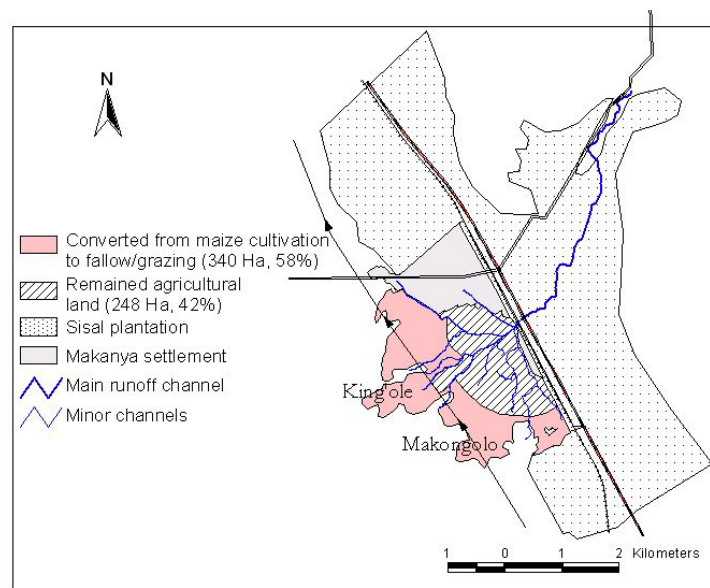 N
Converted from maize cultivation
to fallow/grazing (340 Ha, 58%)
Remained agricultural
land (248 Ha, 42%)
Sisal plantation
Makanya settlement
Main runoff channel
Minor channels
King'ole
Makongolo
1 0 1 2 Kilometers